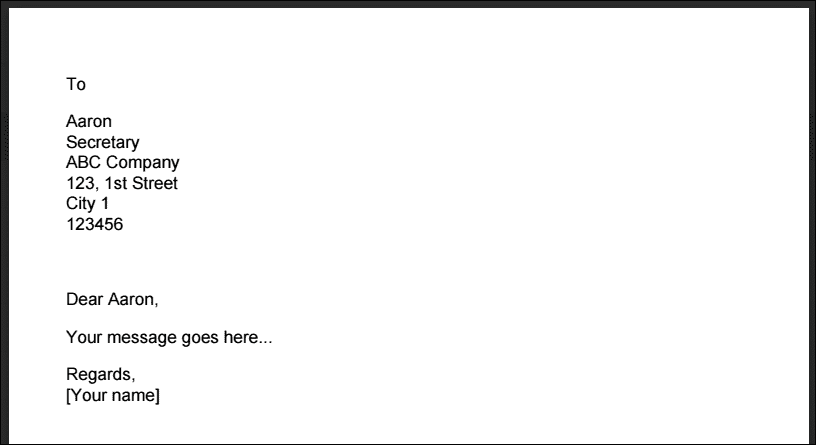 To
Aaron
Secretary
ABC Company
123, 1st Street
City 1
123456
Dear Aaron,
Your message goes here...
Regards,
[Your name]